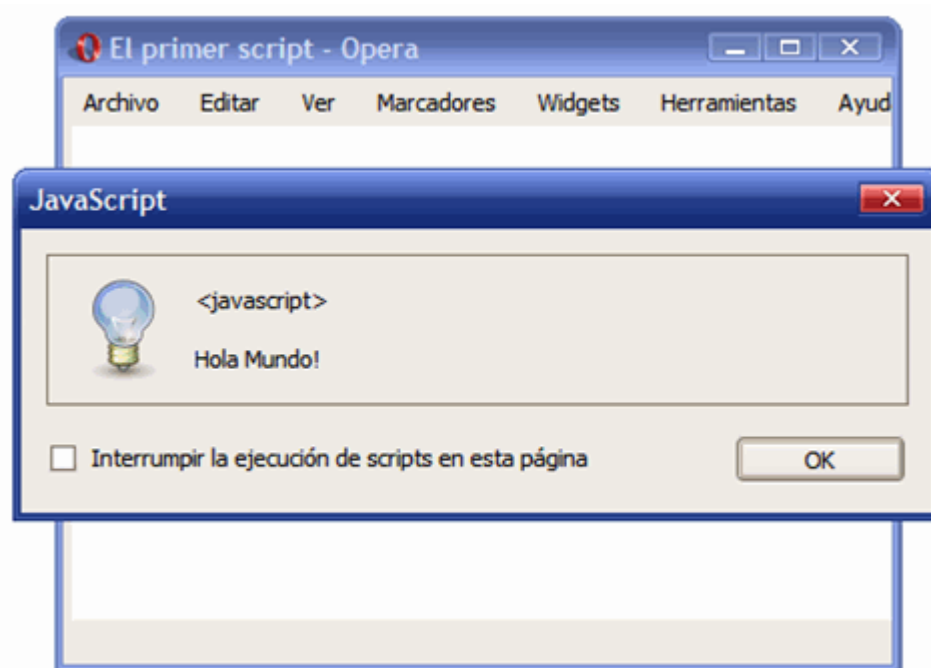 El primer script - Opera
Archivo Editar Ver Marcadores Widgets Herramientas Ayud
JavaScript
<javascript>
Hola Mundo!
Interrumpir la ejecución de scripts en esta página OK